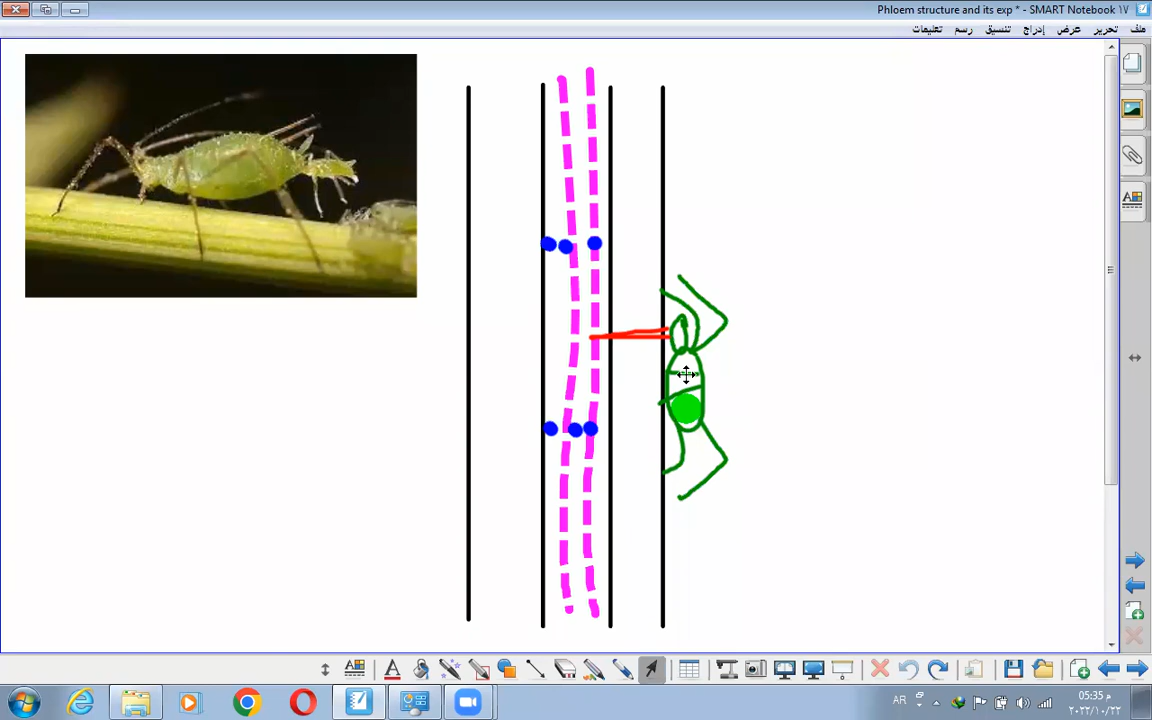 Phloem structure and its exp * - SMART Notebook ١٧
ملف تحرير عرض إدراج تنسيق رسم تعليمات
AR
05:35 م
٢٠٢٢/١٠/٢٢